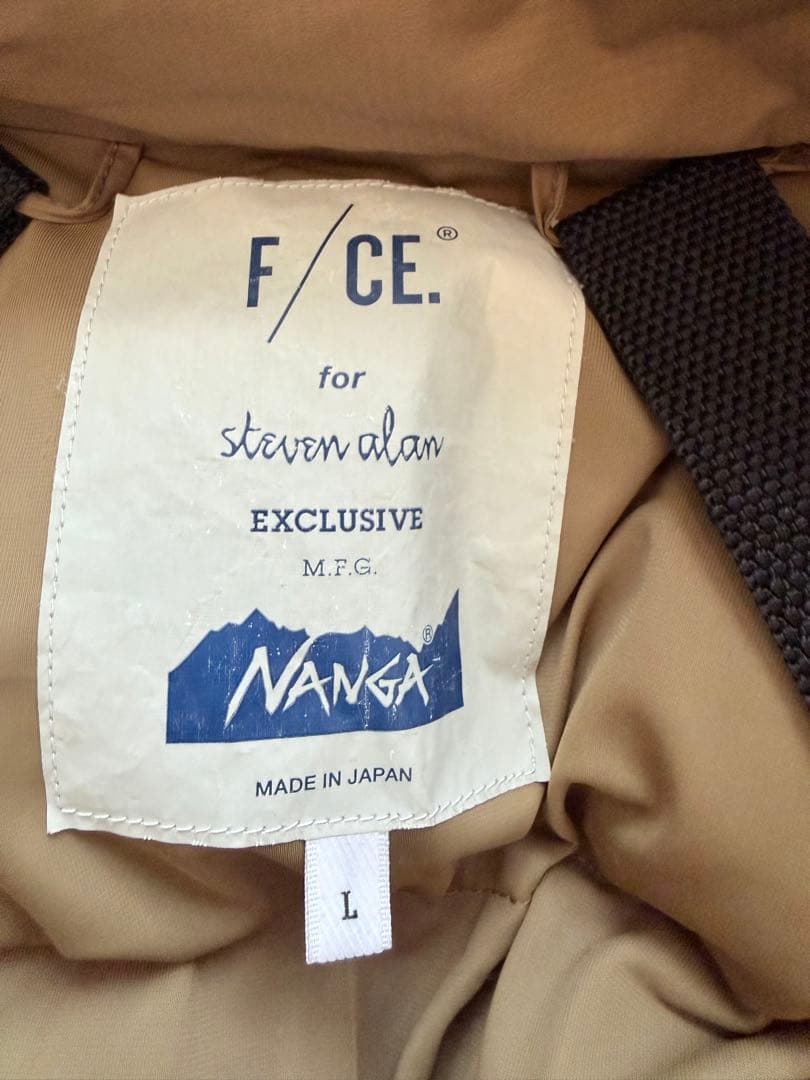 F/CE.®
for
steven alan
EXCLUSIVE
M.F.G.
NANGA®
MADE IN JAPAN
L